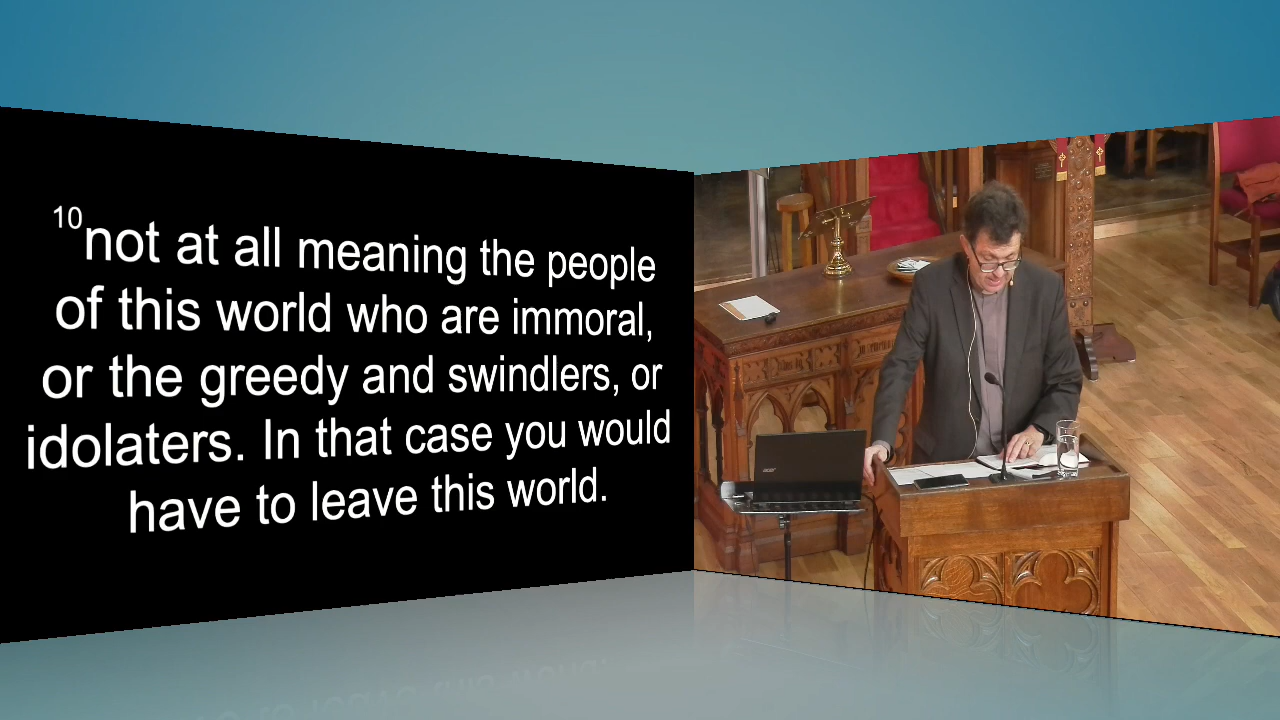 10not at all meaning the people
of this world who are immoral,
or the greedy and swindlers, or
idolaters. In that case you would
have to leave this world.
acer